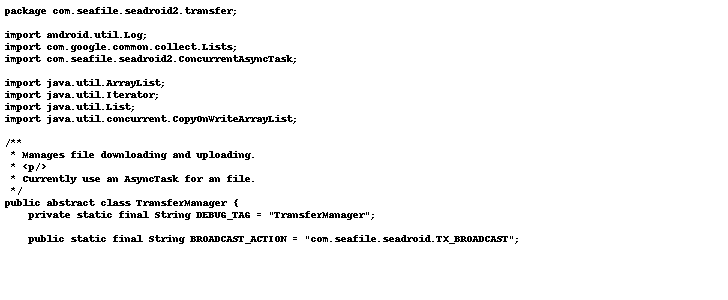 package com.seafile.seadroid2.transfer;

import android.util.Log;
import com.google.common.collect.Lists;
import com.seafile.seadroid2.ConcurrentAsyncTask;

import java.util.ArrayList;
import java.util.Iterator;
import java.util.List;
import java.util.concurrent.CopyOnWriteArrayList;

/**
 * Manages file downloading and uploading.
 * <p/>
 * Currently use an AsyncTask for an file.
 */
public abstract class TransferManager {
    private static final String DEBUG_TAG = "TransferManager";

    public static final String BROADCAST_ACTION = "com.seafile.seadroid.TX_BROADCAST";